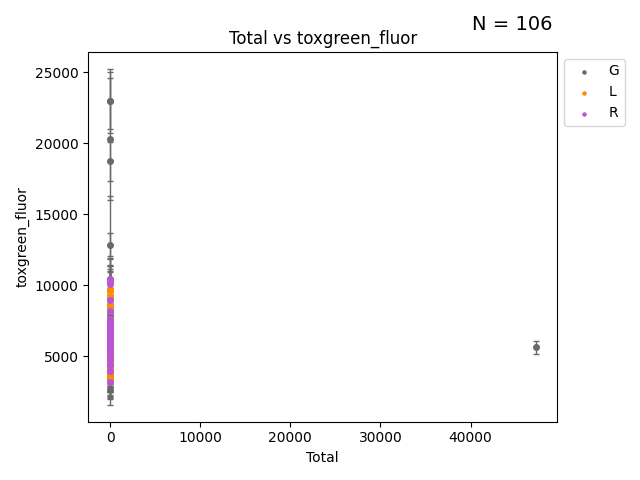 N = 106
Total vs toxgreen_fluor
25000
20000
15000
10000
5000
toxgreen_fluor
0
10000
20000
30000
40000
Total
G
L
R